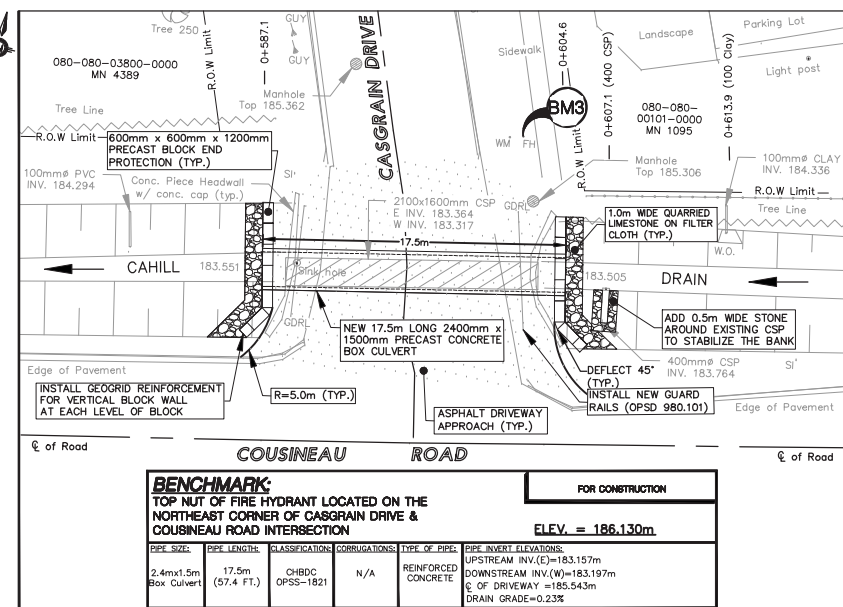 Tree 250
080-080-03800-0000
MN 4389
R.O.W Limit
0+587.1
GUY
GUY
Manhole
Top 185.362
CASGRAIN DRIVE
Sidewalk
0+604.6
BM3
Landscape
Parking Lot
Light post
0+607.1 (400 CSP)
0+613.9 (100 Clay)
080-080-
00101-0000
MN 1095
WM
FH
R.O.W Limit
Manhole
Top 185.306
100mmø CLAY
INV. 184.336
R.O.W Limit
Tree Line
Tree Line
R.O.W Limit
600mm x 600mm x 1200mm
PRECAST BLOCK END
PROTECTION (TYP.)
100mmø PVC
INV. 184.294
Conc. Piece Headwall
w/ conc. cap (typ.)
SI'
2100x1600mm CSP
E INV. 183.364
W INV. 183.317
GDRL
1.0m WIDE QUARRIED
LIMESTONE ON FILTER
CLOTH (TYP.)
W.O.
17.5m
CAHILL
183.551
Sink hole
183.505
DRAIN
GDRL
NEW 17.5m LONG 2400mm x
1500mm PRECAST CONCRETE
BOX CULVERT
ADD 0.5m WIDE STONE
AROUND EXISTING CSP
TO STABILIZE THE BANK
400mmø CSP
INV. 183.764
SI'
Edge of Pavement
DEFLECT 45°
(TYP.)
INSTALL GEOGRID REINFORCEMENT
FOR VERTICAL BLOCK WALL
AT EACH LEVEL OF BLOCK
R=5.0m (TYP.)
INSTALL NEW GUARD
RAILS (OPSD 980.101)
Edge of Pavement
ASPHALT DRIVEWAY
APPROACH (TYP.)
℄ of Road
COUSINEAU ROAD
℄ of Road
BENCHMARK:
TOP NUT OF FIRE HYDRANT LOCATED ON THE
NORTHEAST CORNER OF CASGRAIN DRIVE &
COUSINEAU ROAD INTERSECTION
FOR CONSTRUCTION
ELEV. = 186.130m
PIPE SIZE:
2.4mx1.5m
Box Culvert
PIPE LENGTH:
17.5m
(57.4 FT.)
CLASSIFICATION:
CHBDC
OPSS-1821
CORRUGATIONS:
N/A
TYPE OF PIPE:
REINFORCED
CONCRETE
PIPE INVERT ELEVATIONS:
UPSTREAM INV.(E)=183.157m
DOWNSTREAM INV.(W)=183.197m
℄ OF DRIVEWAY =185.543m
DRAIN GRADE=0.23%